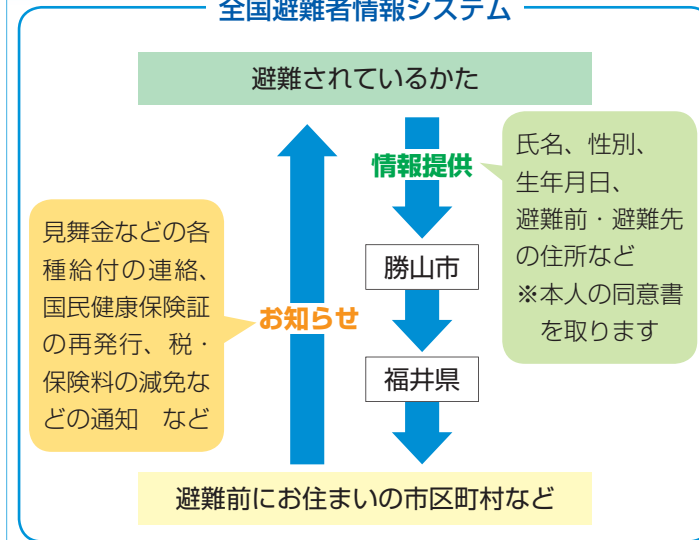 全国避難者情報システム
避難されているかた
情報提供
氏名、性別、
生年月日、
避難前・避難先
の住所など
※本人の同意書
を取ります
勝山市
福井県
お知らせ
見舞金などの各
種給付の連絡、
国民健康保険証
の再発行、税・
保険料の減免な
どの通知　など
避難前にお住まいの市区町村など